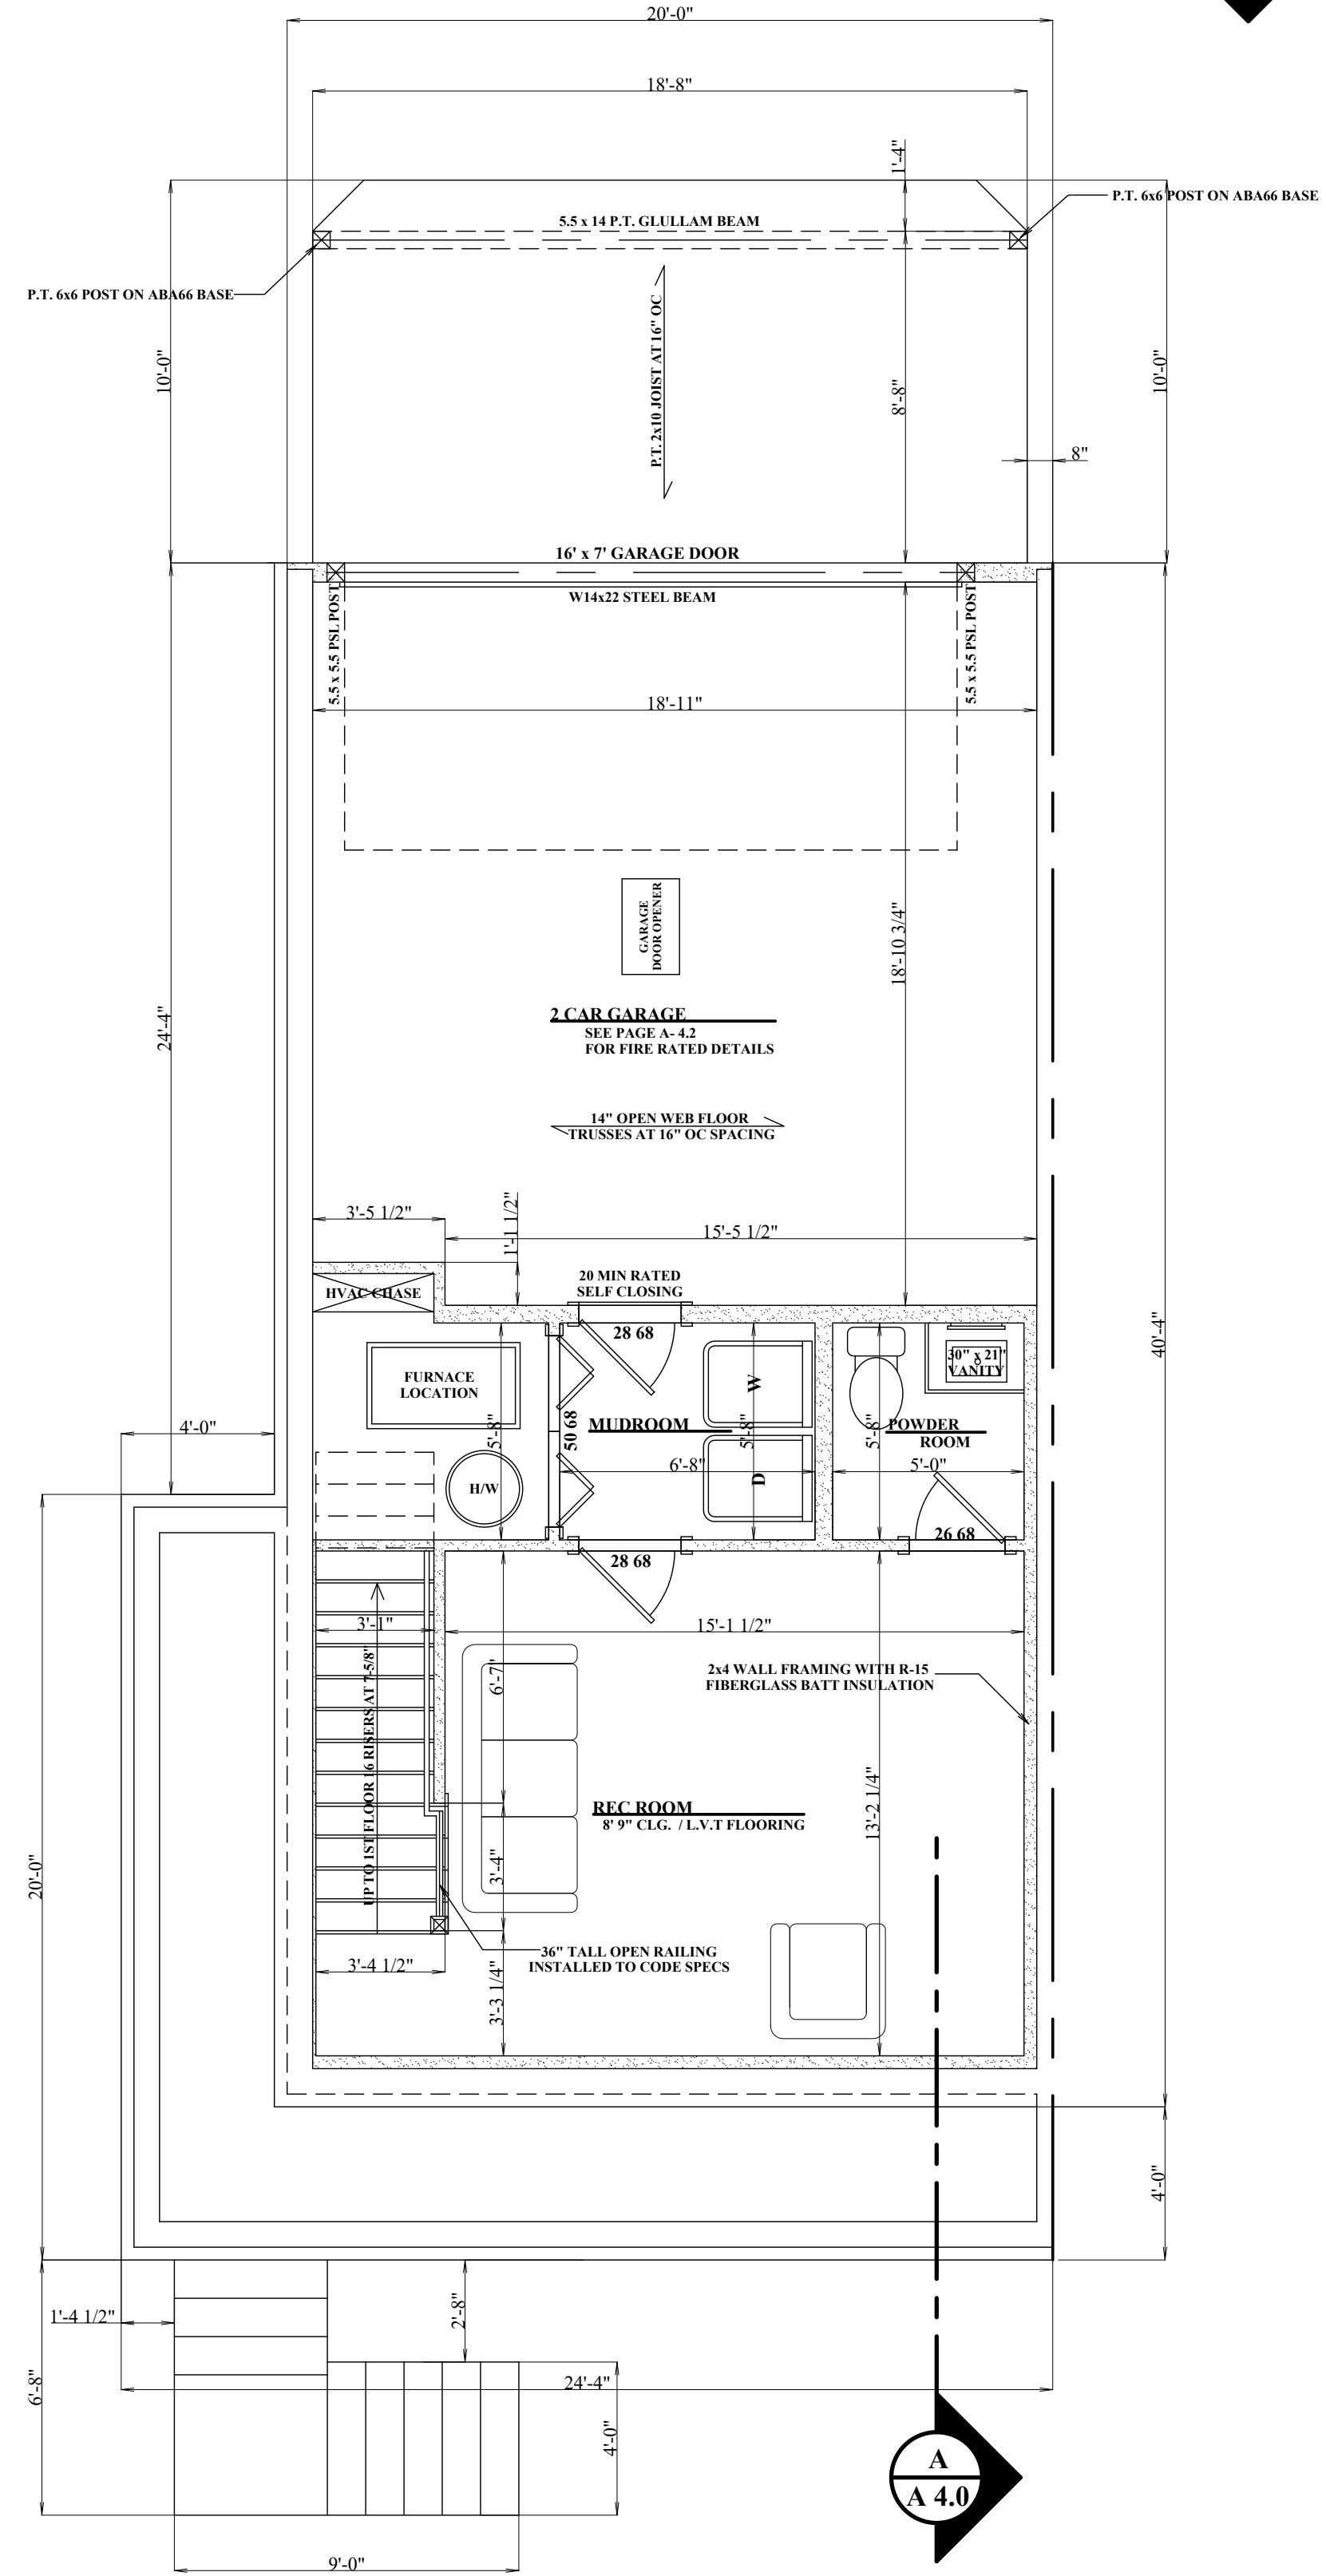 20'-0"
18'-8"
1'-4"
P.T. 6x6 POST ON ABA66 BASE
5.5 x 14 P.T. GLULLAM BEAM
P.T. 6x6 POST ON ABA66 BASE
P.T. 2x10 JOIST AT 16" OC
10'-0"
8'-8"
10'-0"
8"
16' x 7' GARAGE DOOR
W14x22 STEEL BEAM
5.5 x 5.5 PSL POST
5.5 x 5.5 PSL POST
18'-11"
GARAGE
DOOR OPENER
18'-10 3/4"
2 CAR GARAGE
SEE PAGE A- 4.2
FOR FIRE RATED DETAILS
24'-4"
14" OPEN WEB FLOOR
TRUSSES AT 16" OC SPACING
3'-5 1/2"
1'-1 1/2"
15'-5 1/2"
20 MIN RATED
SELF CLOSING
HVAC CHASE
28 68
40'-4"
FURNACE
LOCATION
30" x 21"
VANITY
W
4'-0"
5'-8"
50 68
MUDROOM
5'-8"
5'-8"
POWDER
ROOM
6'-8"
5'-0"
D
H/W
26 68
28 68
3'-1"
15'-1 1/2"
6'-7"
2x4 WALL FRAMING WITH R-15
FIBERGLASS BATT INSULATION
UP TO 1ST FLOOR 16 RISERS AT 7-5/8"
REC ROOM
8' 9" CLG. / L.V.T FLOORING
13'-2 1/4"
20'-0"
3'-4"
36" TALL OPEN RAILING
INSTALLED TO CODE SPECS
3'-4 1/2"
3'-3 1/4"
4'-0"
1'-4 1/2"
2'-8"
6'-8"
24'-4"
4'-0"
A
A 4.0
9'-0"